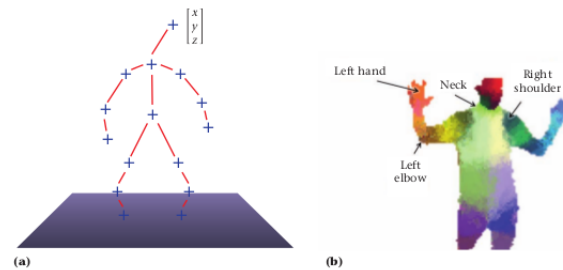 x
y
z
Left hand
Neck
Right
shoulder
Left
elbow
(a)
(b)